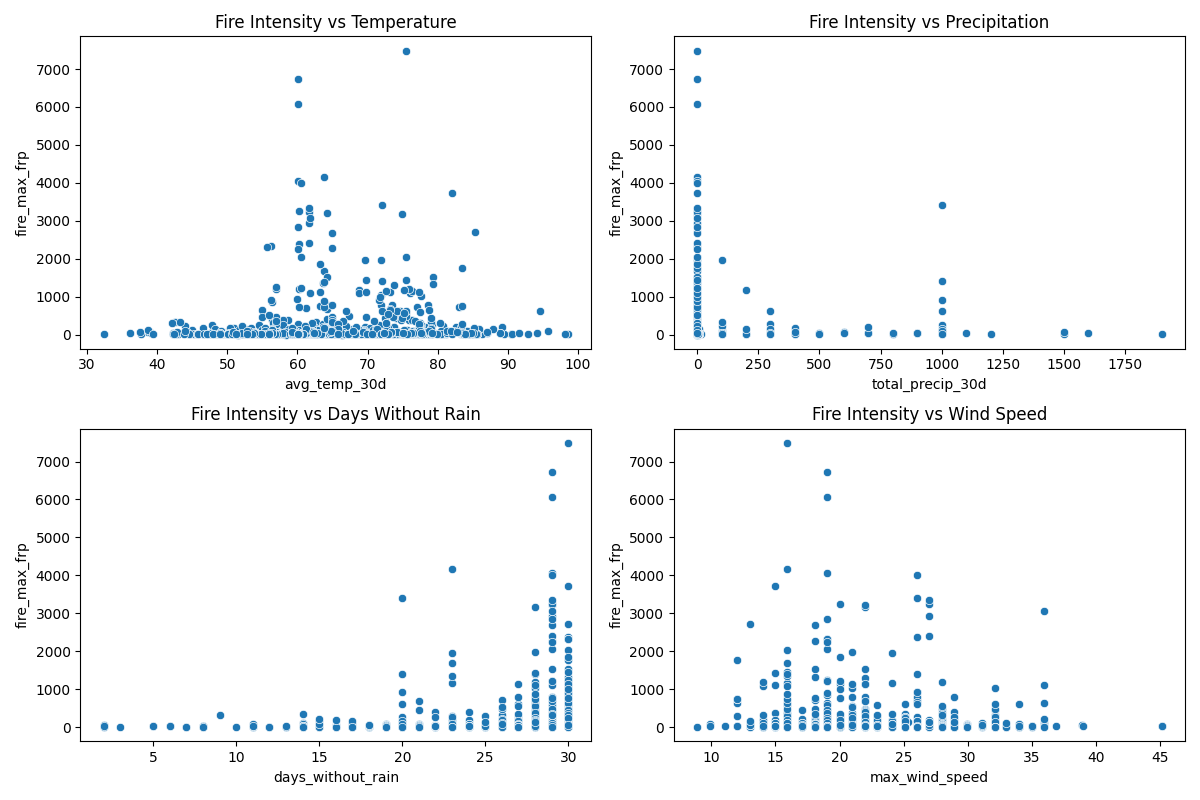 Fire Intensity vs Temperature
fire_max_frp
7000
6000
5000
4000
3000
2000
1000
0
30 40 50 60 70 80 90 100
avg_temp_30d
Fire Intensity vs Precipitation
fire_max_frp
7000
6000
5000
4000
3000
2000
1000
0
0 250 500 750 1000 1250 1500 1750
total_precip_30d
Fire Intensity vs Days Without Rain
fire_max_frp
7000
6000
5000
4000
3000
2000
1000
0
5 10 15 20 25 30
days_without_rain
Fire Intensity vs Wind Speed
fire_max_frp
7000
6000
5000
4000
3000
2000
1000
0
10 15 20 25 30 35 40 45
max_wind_speed